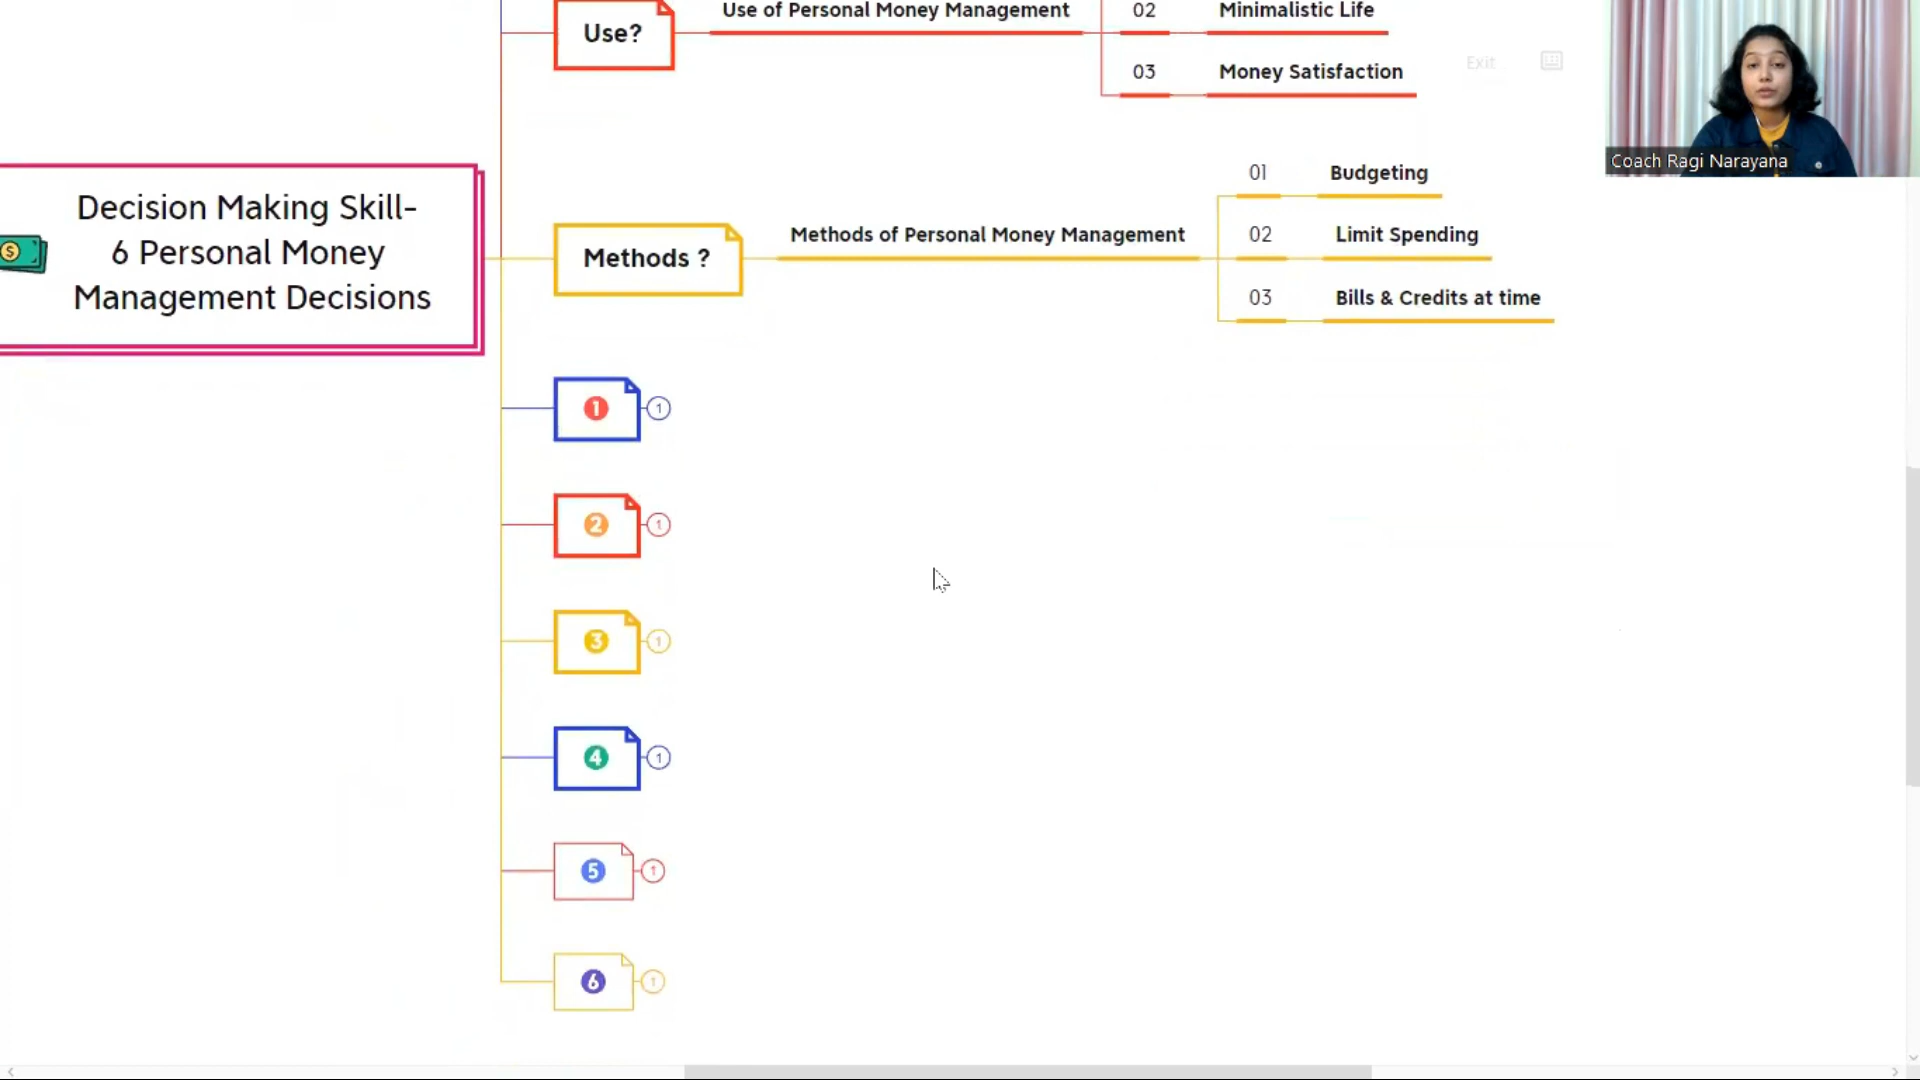 Use?
Use of Personal Money Management
02 Minimalistic Life
03 Money Satisfaction
Exit
Coach Ragi Narayana
Decision Making Skill-
6 Personal Money
Management Decisions
Methods ?
Methods of Personal Money Management
01 Budgeting
02 Limit Spending
03 Bills & Credits at time
1 1
2 1
3 1
4 1
5 1
6 1